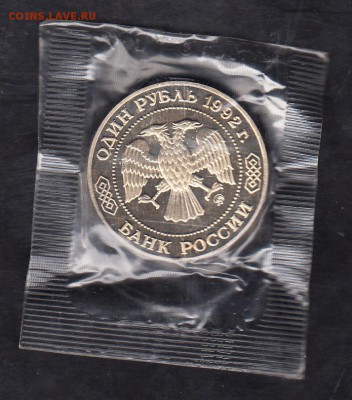 COINS.LAVE.RU
ОДИН РУБЛЬ 1992 г.
БАНК РОССИИ